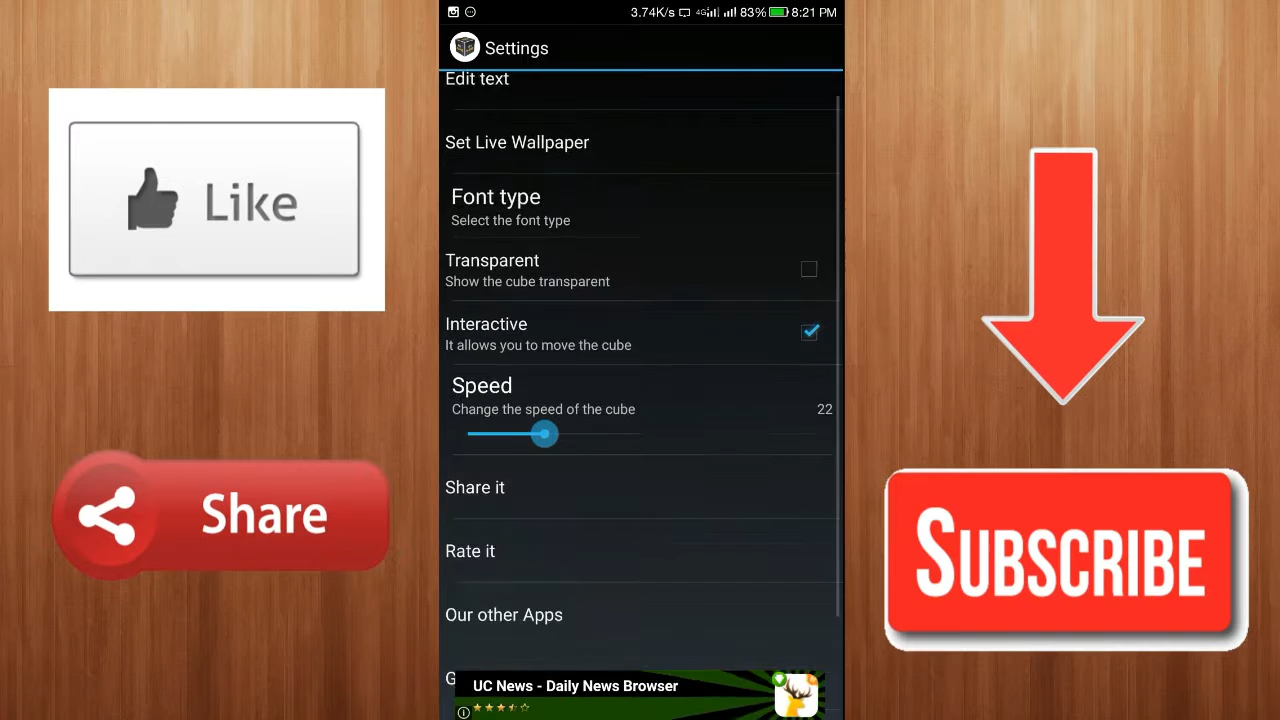 3.74K/s 4G 83% 8:21 PM
Settings
Edit text
Set Live Wallpaper
Font type
Select the font type
Transparent
Show the cube transparent
Interactive
It allows you to move the cube
Speed
Change the speed of the cube
22
Share it
Rate it
Our other Apps
G
UC News - Daily News Browser
Like
Share
SUBSCRIBE